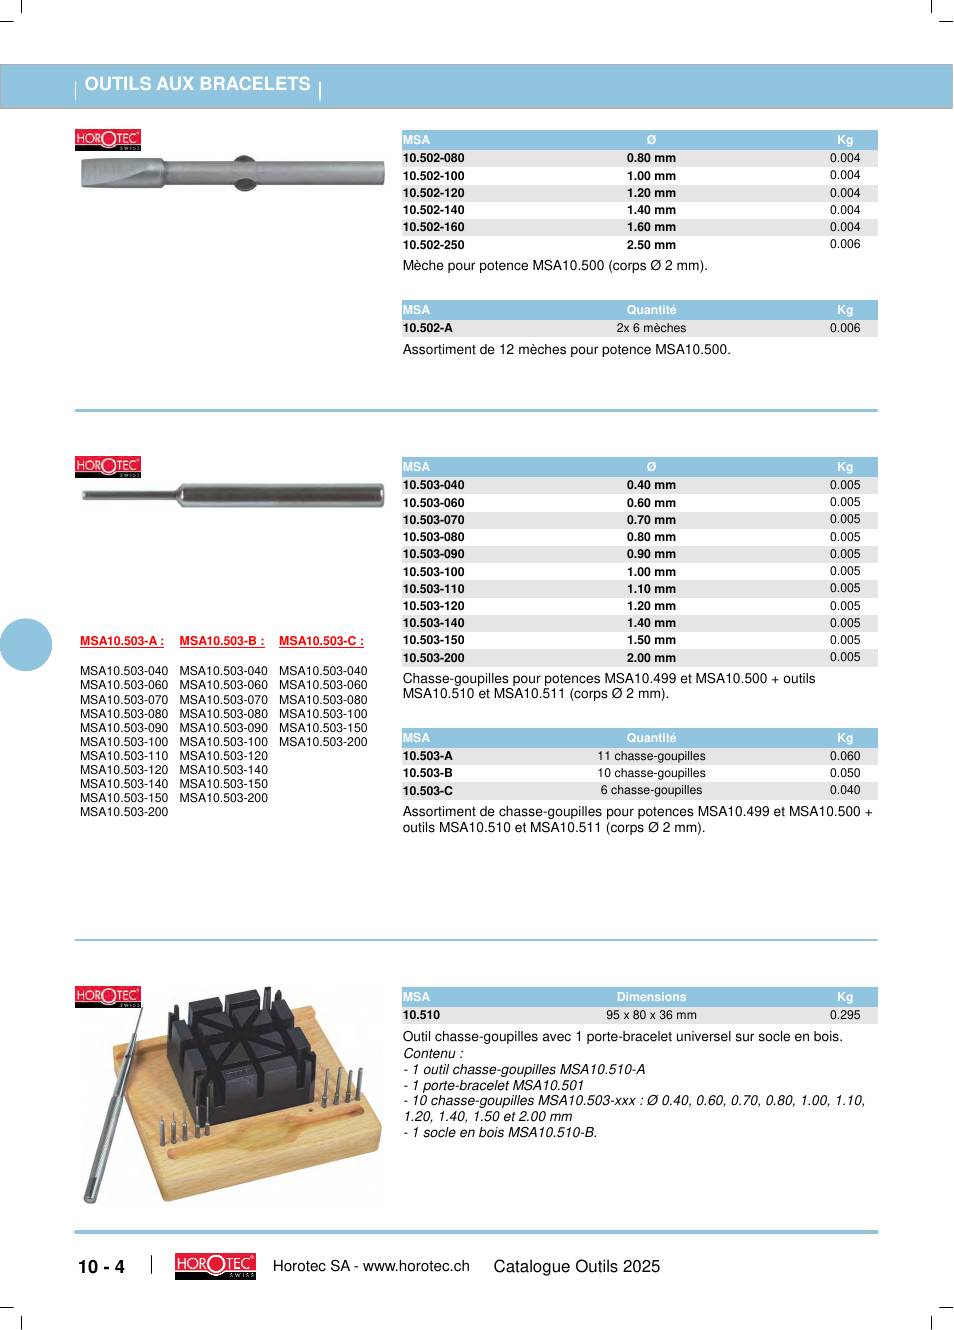 OUTILS AUX BRACELETS
HOROTEC®
SWISS
MSA Ø Kg
10.502-080 0.80 mm 0.004
10.502-100 1.00 mm 0.004
10.502-120 1.20 mm 0.004
10.502-140 1.40 mm 0.004
10.502-160 1.60 mm 0.004
10.502-250 2.50 mm 0.006
Mèche pour potence MSA10.500 (corps Ø 2 mm).
MSA Quantité Kg
10.502-A 2x 6 mèches 0.006
Assortiment de 12 mèches pour potence MSA10.500.
HOROTEC®
SWISS
MSA Ø Kg
10.503-040 0.40 mm 0.005
10.503-060 0.60 mm 0.005
10.503-070 0.70 mm 0.005
10.503-080 0.80 mm 0.005
10.503-090 0.90 mm 0.005
10.503-100 1.00 mm 0.005
10.503-110 1.10 mm 0.005
10.503-120 1.20 mm 0.005
10.503-140 1.40 mm 0.005
10.503-150 1.50 mm 0.005
10.503-200 2.00 mm 0.005
Chasse-goupilles pour potences MSA10.499 et MSA10.500 + outils
MSA10.510 et MSA10.511 (corps Ø 2 mm).
MSA10.503-A : MSA10.503-B : MSA10.503-C :
MSA10.503-040 MSA10.503-040 MSA10.503-040
MSA10.503-060 MSA10.503-060 MSA10.503-060
MSA10.503-070 MSA10.503-070 MSA10.503-080
MSA10.503-080 MSA10.503-080 MSA10.503-100
MSA10.503-090 MSA10.503-090 MSA10.503-150
MSA10.503-100 MSA10.503-100 MSA10.503-200
MSA10.503-110 MSA10.503-120
MSA10.503-120 MSA10.503-140
MSA10.503-140 MSA10.503-150
MSA10.503-150 MSA10.503-200
MSA10.503-200
MSA Quantité Kg
10.503-A 11 chasse-goupilles 0.060
10.503-B 10 chasse-goupilles 0.050
10.503-C 6 chasse-goupilles 0.040
Assortiment de chasse-goupilles pour potences MSA10.499 et MSA10.500 +
outils MSA10.510 et MSA10.511 (corps Ø 2 mm).
HOROTEC®
SWISS
MSA Dimensions Kg
10.510 95 x 80 x 36 mm 0.295
Outil chasse-goupilles avec 1 porte-bracelet universel sur socle en bois.
Contenu :
- 1 outil chasse-goupilles MSA10.510-A
- 1 porte-bracelet MSA10.501
- 10 chasse-goupilles MSA10.503-xxx : Ø 0.40, 0.60, 0.70, 0.80, 1.00, 1.10,
1.20, 1.40, 1.50 et 2.00 mm
- 1 socle en bois MSA10.510-B.
10 - 4 HOROTEC® SWISS Horotec SA - www.horotec.ch Catalogue Outils 2025